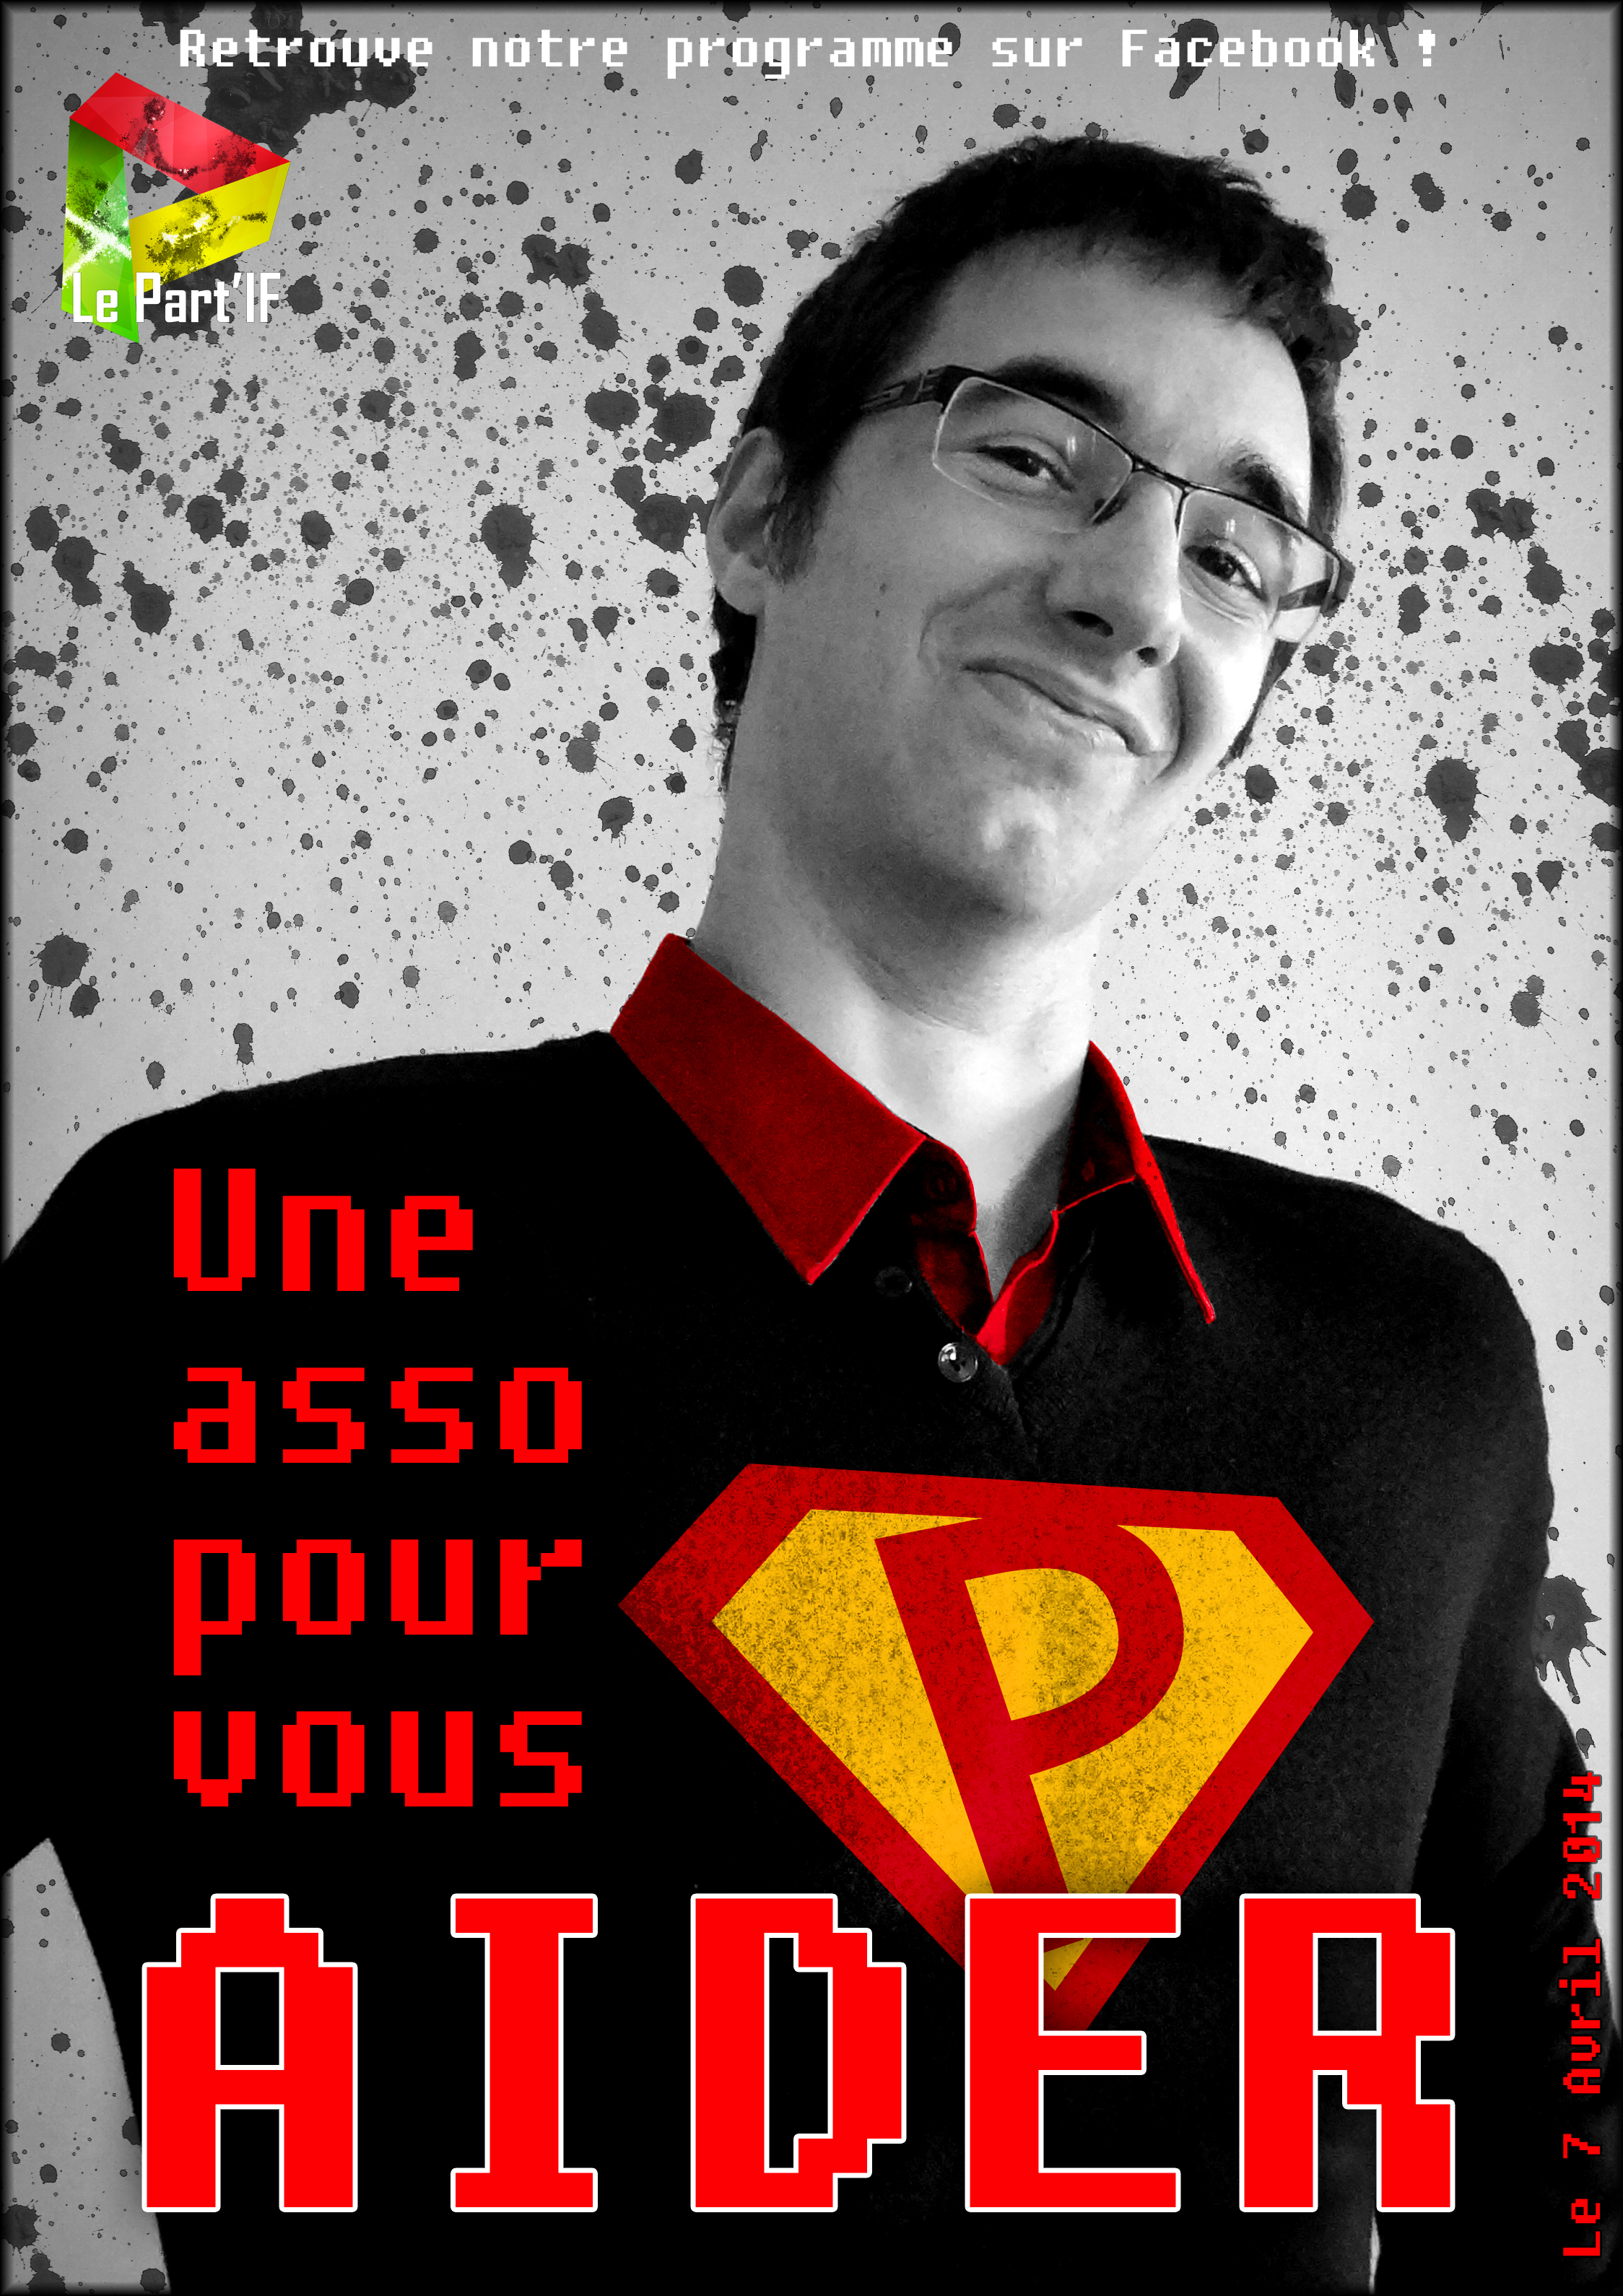 Retrouve notre programme sur Facebook !
Le Part'IF
Une
asso
pour
vous
P
AIDER
Le 7 Avril 2014